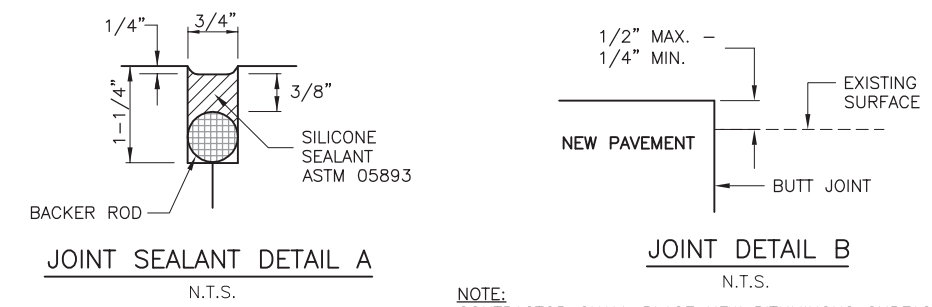 1/4"
3/4"
3/8"
1-1/4"
SILICONE
SEALANT
ASTM 05893
BACKER ROD
JOINT SEALANT DETAIL A
N.T.S.
1/2" MAX. –
1/4" MIN.
EXISTING
SURFACE
NEW PAVEMENT
BUTT JOINT
JOINT DETAIL B
N.T.S.
NOTE: